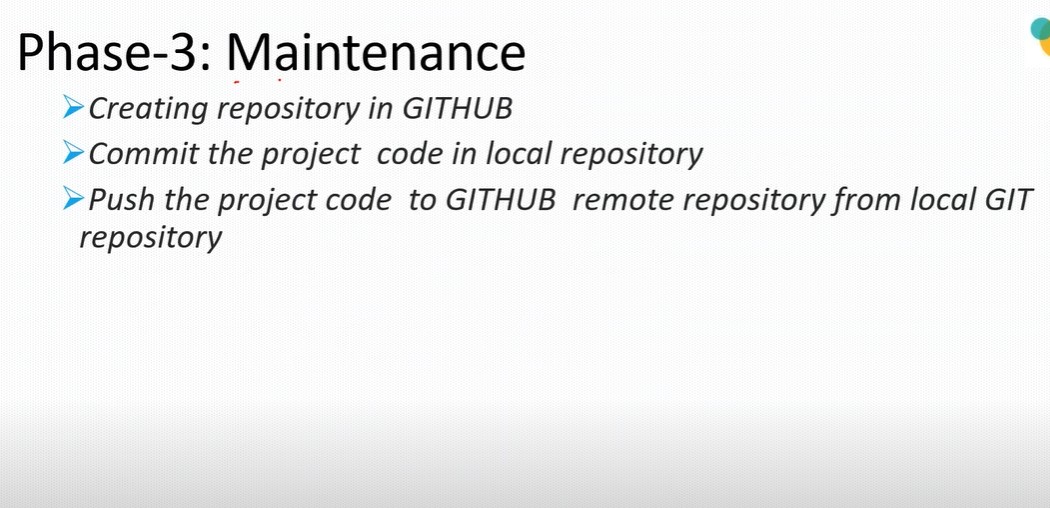 Phase-3: Maintenance
Creating repository in GITHUB
Commit the project code in local repository
Push the project code to GITHUB remote repository from local GIT
repository